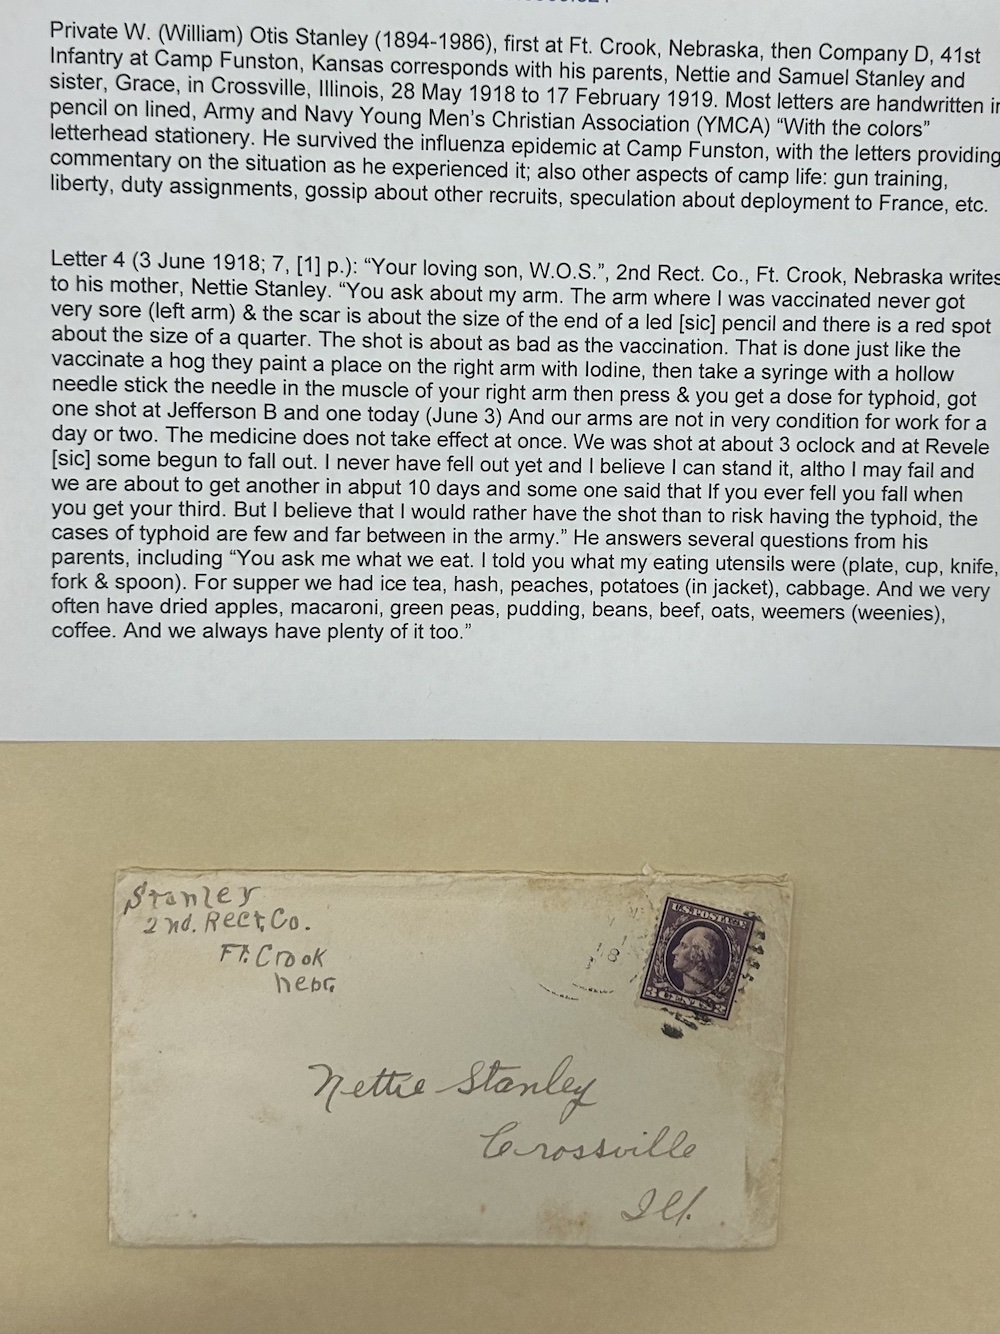 Private W. (William) Otis Stanley (1894-1986), first at Ft. Crook, Nebraska, then Company D, 41st
Infantry at Camp Funston, Kansas corresponds with his parents, Nettie and Samuel Stanley and
sister, Grace, in Crossville, Illinois, 28 May 1918 to 17 February 1919. Most letters are handwritten in
pencil on lined, Army and Navy Young Men's Christian Association (YMCA) “With the colors”
letterhead stationery. He survived the influenza epidemic at Camp Funston, with the letters providing
commentary on the situation as he experienced it; also other aspects of camp life: gun training,
liberty, duty assignments, gossip about other recruits, speculation about deployment to France, etc.
Letter 4 (3 June 1918; 7, [1] p.): “Your loving son, W.O.S.”, 2nd Rect. Co., Ft. Crook, Nebraska writes
to his mother, Nettie Stanley. “You ask about my arm. The arm where I was vaccinated never got
very sore (left arm) & the scar is about the size of the end of a led [sic] pencil and there is a red spot
about the size of a quarter. The shot is about as bad as the vaccination. That is done just like the
vaccinate a hog they paint a place on the right arm with Iodine, then take a syringe with a hollow
needle stick the needle in the muscle of your right arm then press & you get a dose for typhoid, got
one shot at Jefferson B and one today (June 3) And our arms are not in very condition for work for a
day or two. The medicine does not take effect at once. We was shot at about 3 oclock and at Revele
[sic] some begun to fall out. I never have fell out yet and I believe I can stand it, altho I may fail and
we are about to get another in abput 10 days and some one said that If you ever fell you fall when
you get your third. But I believe that I would rather have the shot than to risk having the typhoid, the
cases of typhoid are few and far between in the army.” He answers several questions from his
parents, including “You ask me what we eat. I told you what my eating utensils were (plate, cup, knife,
fork & spoon). For supper we had ice tea, hash, peaches, potatoes (in jacket), cabbage. And we very
often have dried apples, macaroni, green peas, pudding, beans, beef, oats, weemers (weenies),
coffee. And we always have plenty of it too.”
Stanley
2nd. Rect. Co.
Ft. Crook
Nebr
U.S. POSTAGE
3 CENTS 3
Nettie Stanley
Crossville
Ill.